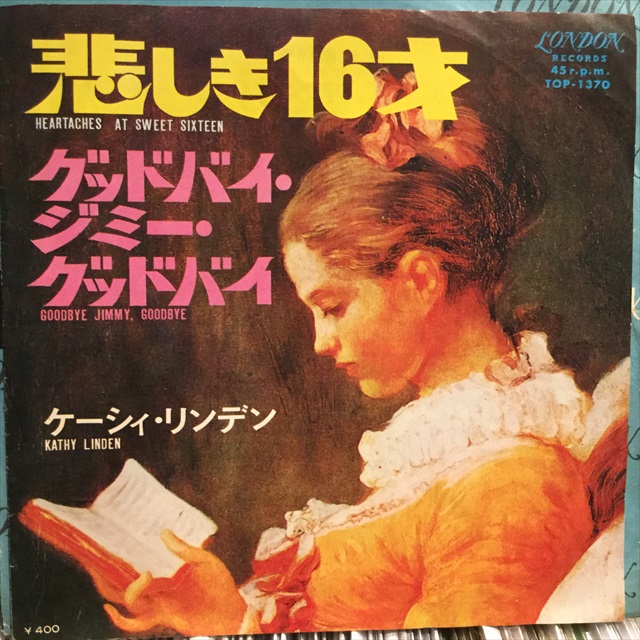 悲しき16才
HEARTACHES AT SWEET SIXTEEN
LONDON
RECORDS
45 r.p.m.
TOP-1370
グッドバイ・
ジミー・
グッドバイ
GOODBYE JIMMY, GOODBYE
ケーシィ・リンデン
KATHY LINDEN
¥400
LONDON